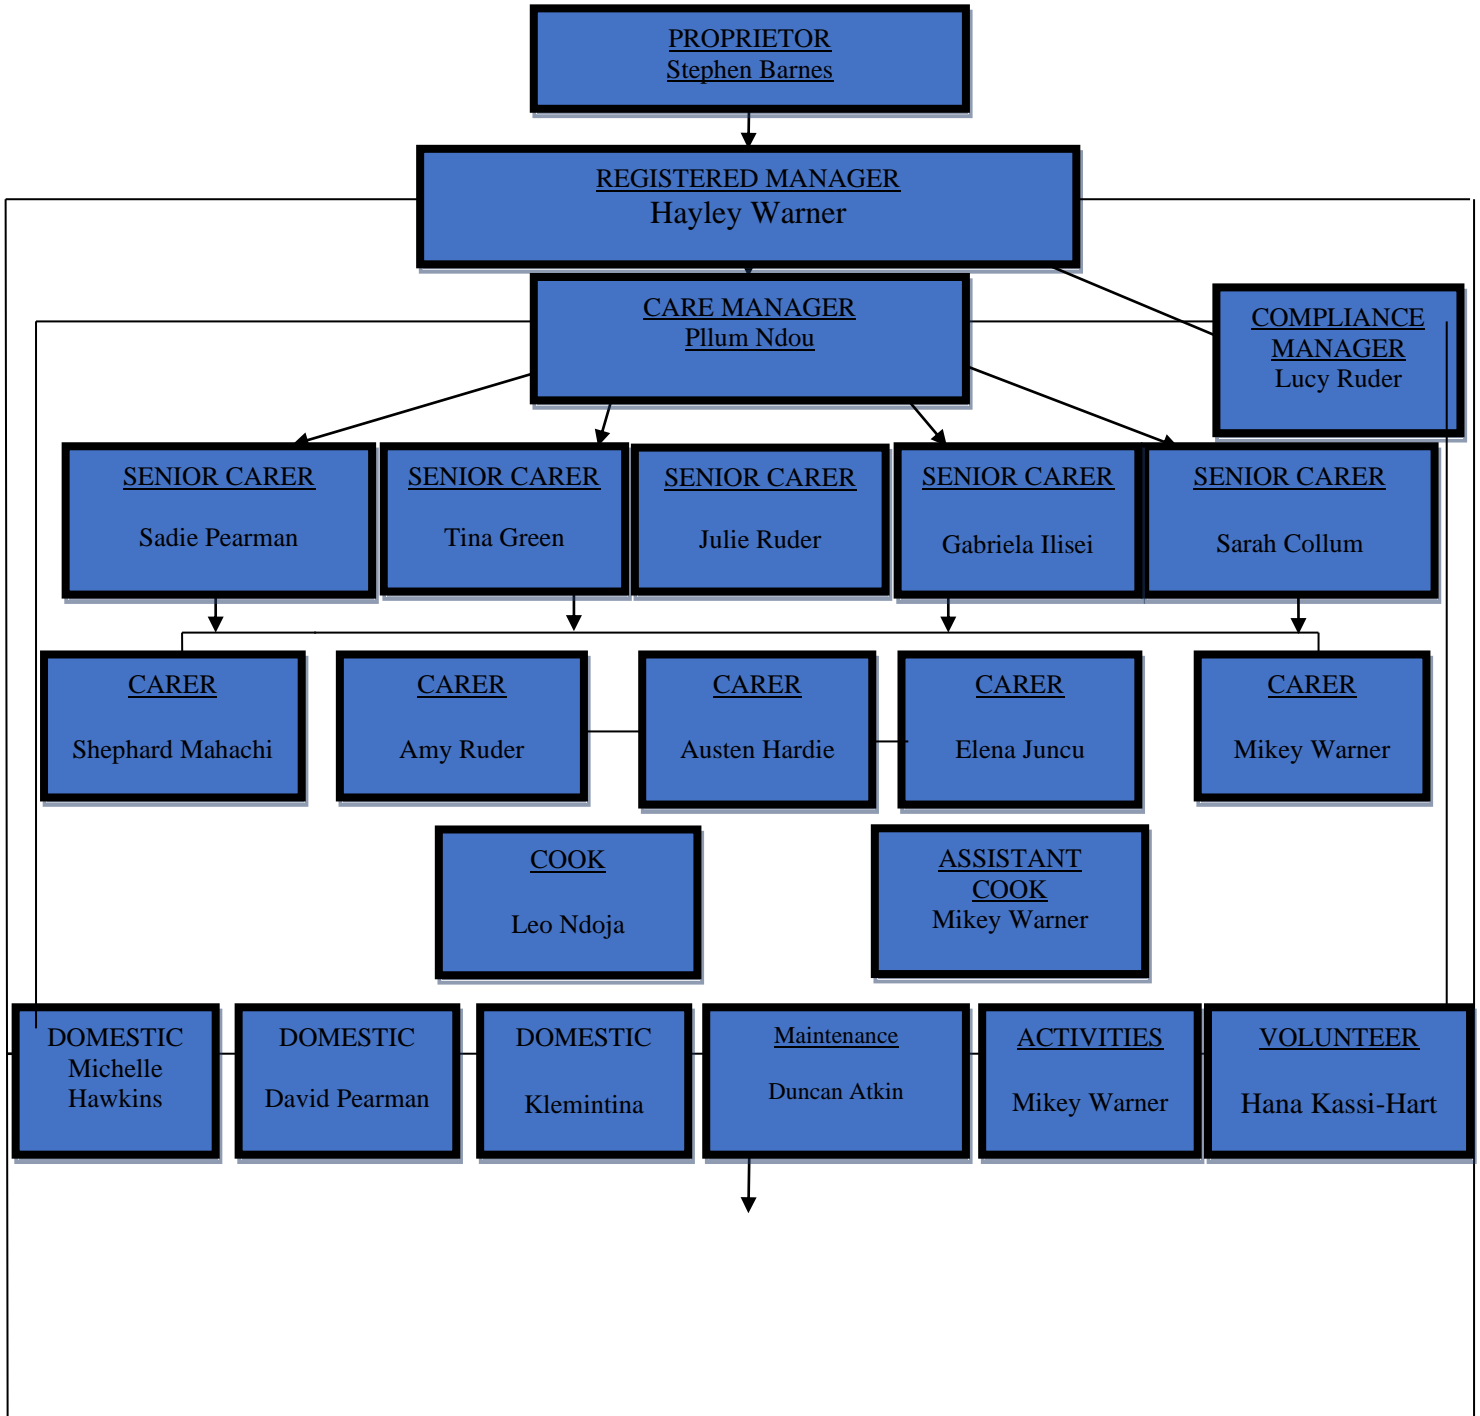 PROPRIETOR
Stephen Barnes
REGISTERED MANAGER
Hayley Warner
CARE MANAGER
Pllum Ndou
COMPLIANCE
MANAGER
Lucy Ruder
SENIOR CARER
Sadie Pearman
SENIOR CARER
Tina Green
SENIOR CARER
Julie Ruder
SENIOR CARER
Gabriela Ilisei
SENIOR CARER
Sarah Collum
CARER
Shephard Mahachi
CARER
Amy Ruder
CARER
Austen Hardie
CARER
Elena Juncu
CARER
Mikey Warner
COOK
Leo Ndoja
ASSISTANT
COOK
Mikey Warner
DOMESTIC
Michelle
Hawkins
DOMESTIC
David Pearman
DOMESTIC
Klemintina
Maintenance
Duncan Atkin
ACTIVITIES
Mikey Warner
VOLUNTEER
Hana Kassi-Hart